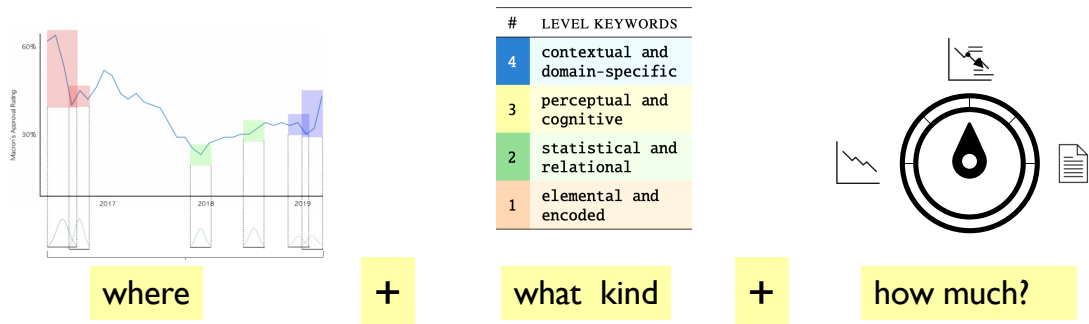 60%
30%
Macron's Approval Rating
2017 2018 2019
# LEVEL KEYWORDS
4 contextual and
domain-specific
3 perceptual and
cognitive
2 statistical and
relational
1 elemental and
encoded
where + what kind + how much?